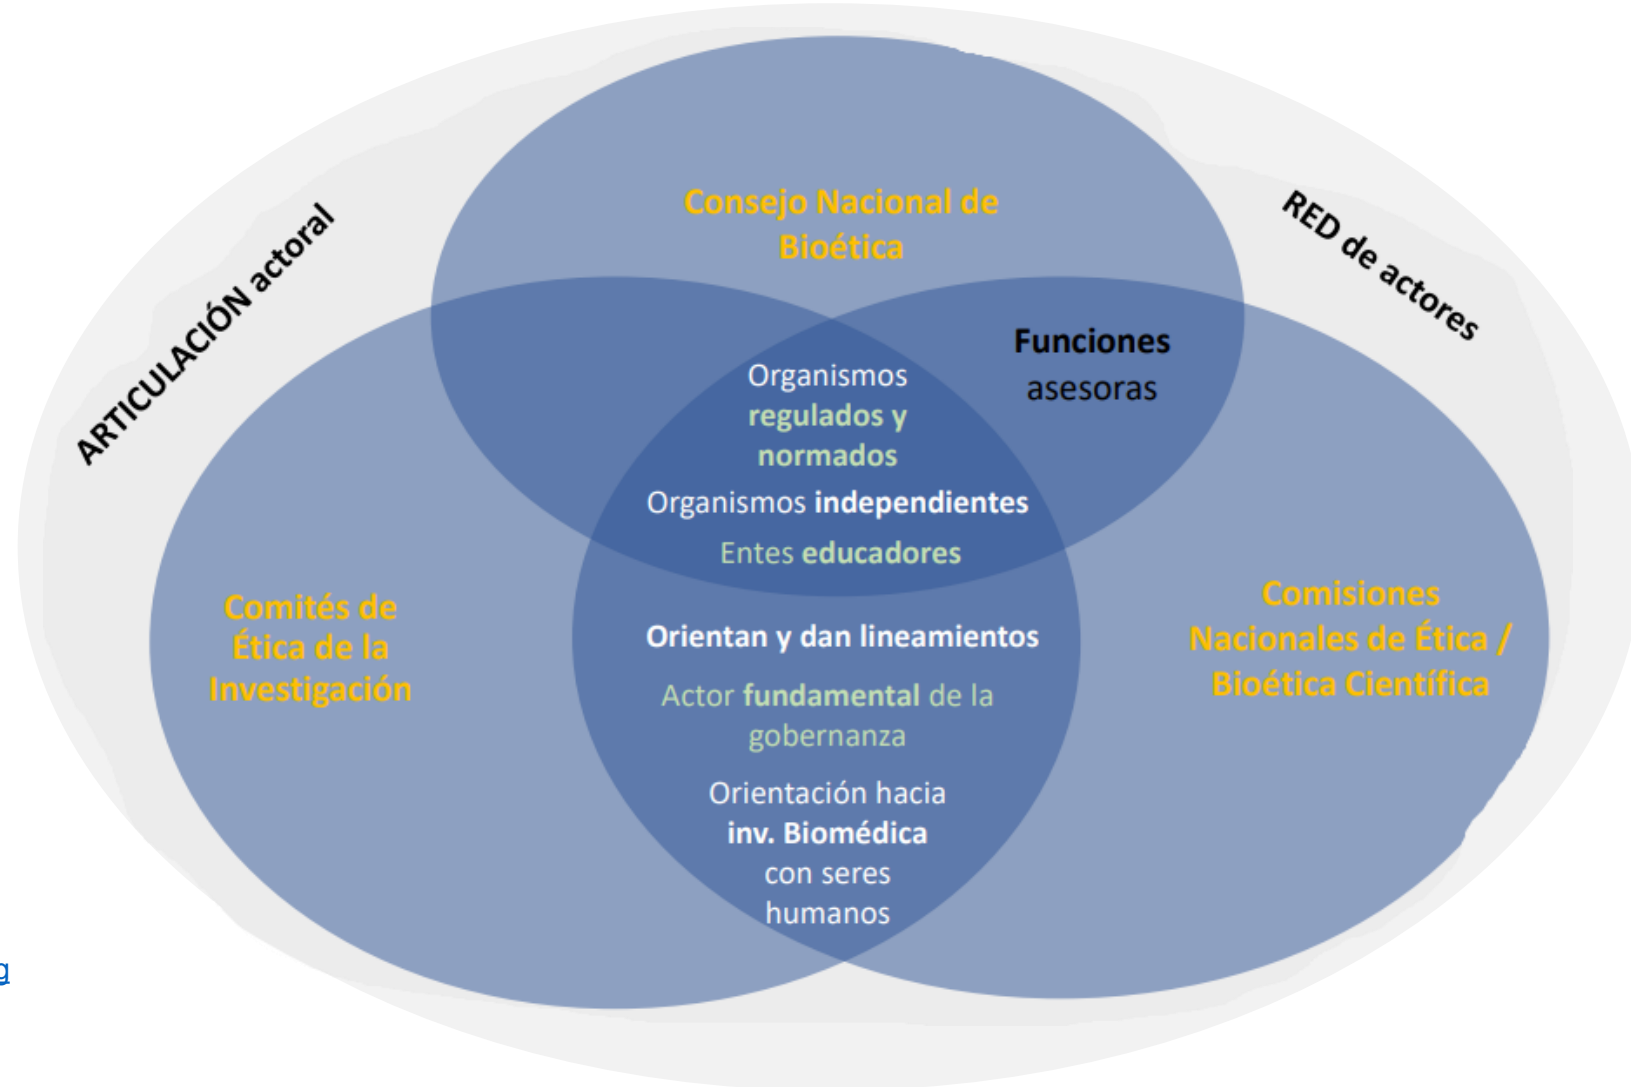 Consejo Nacional de
Bioética
ARTICULACIÓN actoral
RED de actores
Funciones
asesoras
Organismos
regulados y
normados
Organismos independientes
Entes educadores
Comités de
Ética de la
Investigación
Comisiones
Nacionales de Ética /
Bioética Científica
Orientan y dan lineamientos
Actor fundamental de la
gobernanza
Orientación hacia
inv. Biomédica
con seres
humanos
g